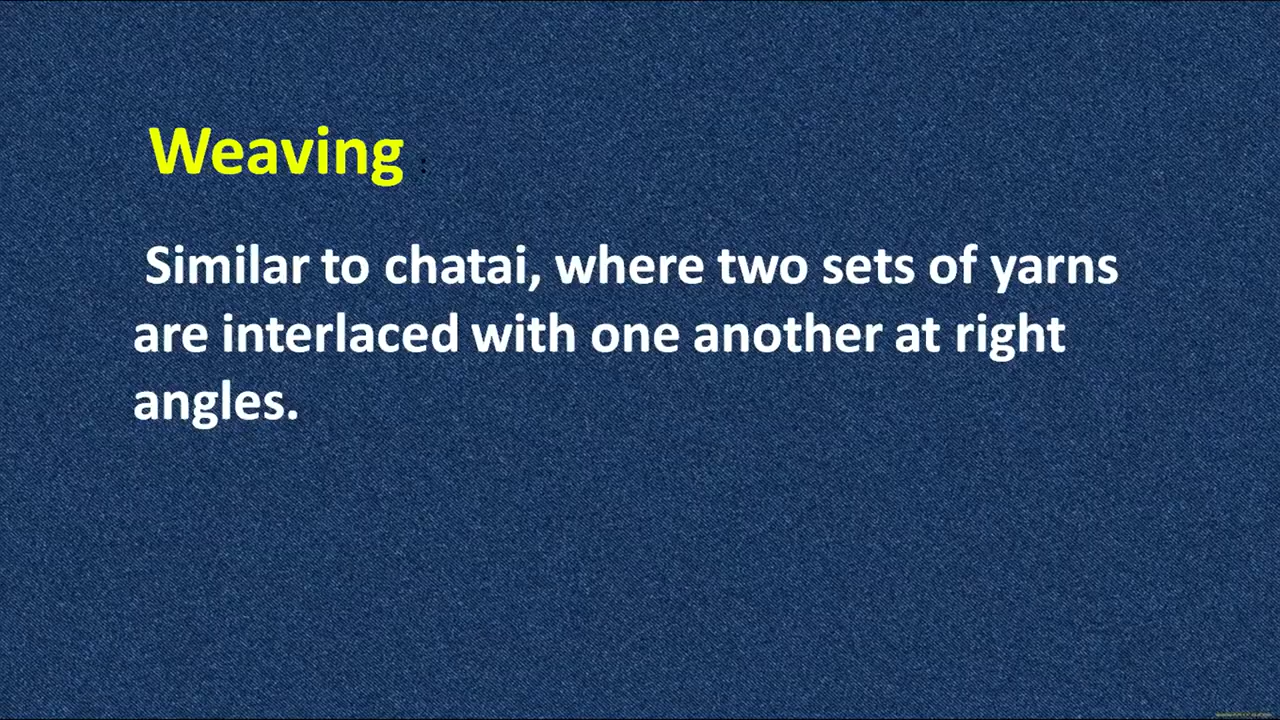 Weaving :
Similar to chatai, where two sets of yarns
are interlaced with one another at right
angles.